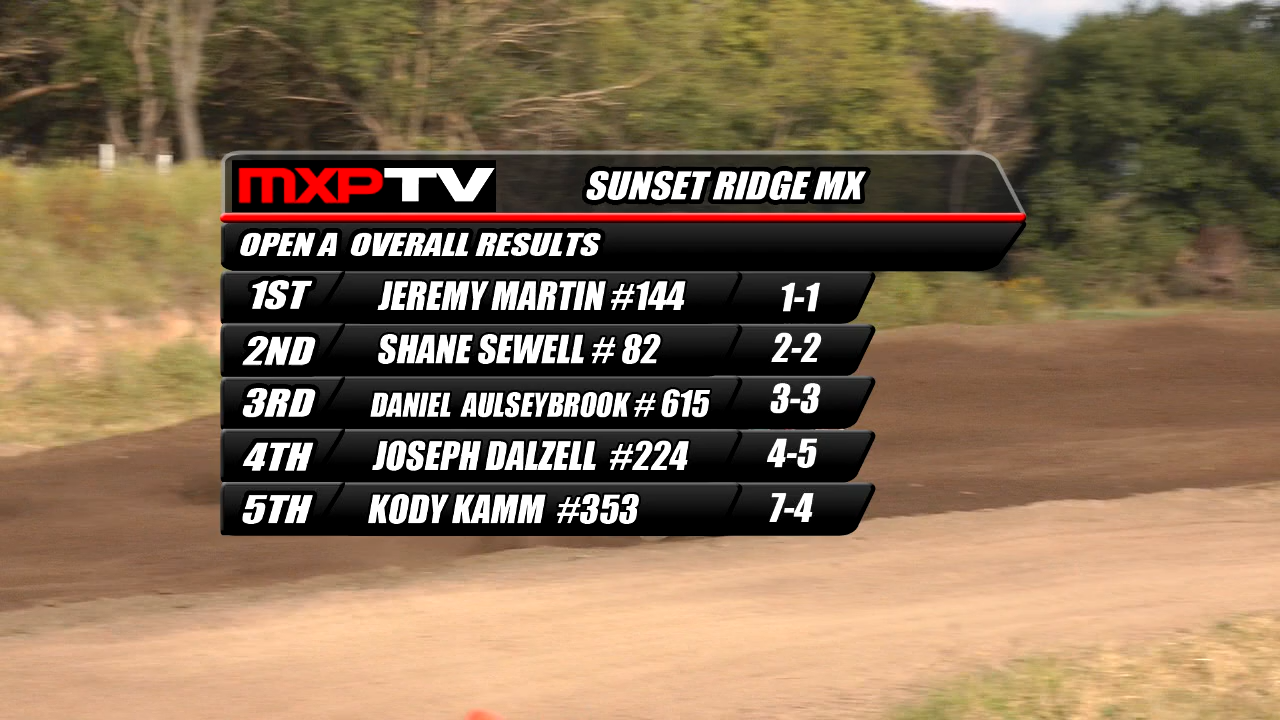 MXPTV SUNSET RIDGE MX
OPEN A OVERALL RESULTS
1ST JEREMY MARTIN #144 1-1
2ND SHANE SEWELL # 82 2-2
3RD DANIEL AULSEYBROOK # 615 3-3
4TH JOSEPH DALZELL #224 4-5
5TH KODY KAMM #353 7-4